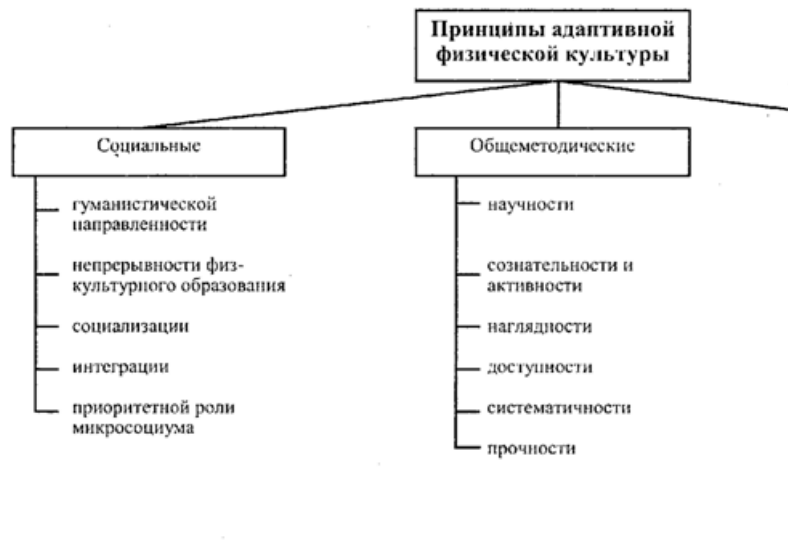 Принципы адаптивной
физической культуры
Социальные
гуманистической
направленности
непрерывности физ-
культурного образования
социализации
интеграции
приоритетной роли
микросоциума
Общеметодические
научности
сознательности и
активности
наглядности
доступности
систематичности
прочности